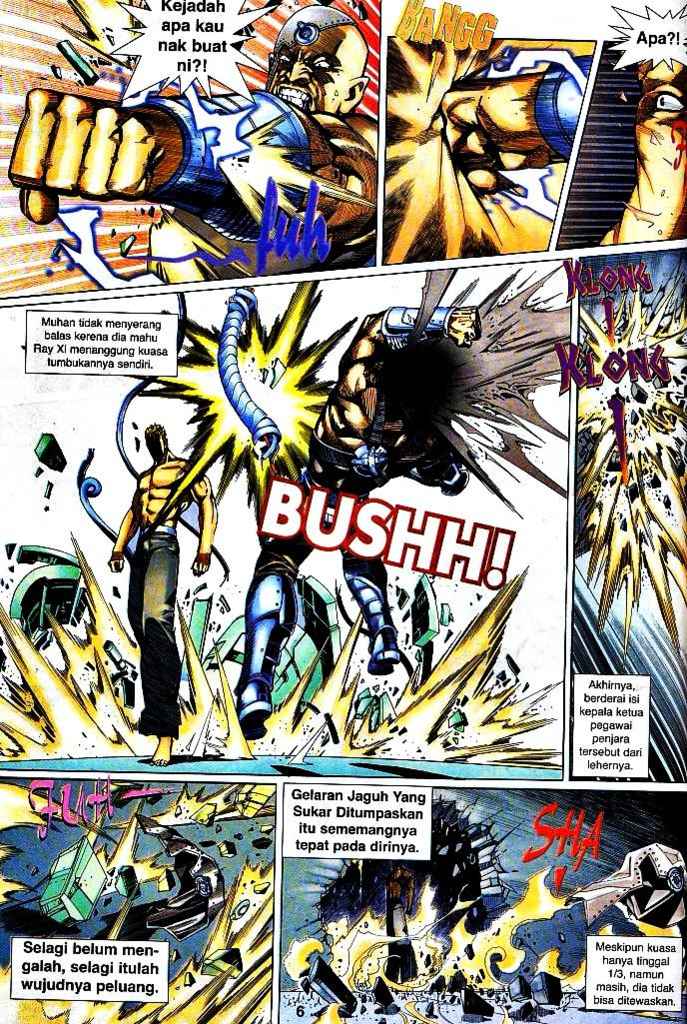 Kejadah
apa kau
nak buat
ni?!
fuh
BANGG
Apa?!
Muhan tidak menyerang
balas kerena dia mahu
Ray Xi menanggung kuasa
tumbukannya sendiri.
BUSHHH!
KLONG
!
KLONG
!
Akhirnya,
berderai isi
kepala ketua
pegawai
penjara
tersebut dari
lehernya.
FUH
Selagi belum men-
galah, selagi itulah
wujudnya peluang.
Gelaran Jaguh Yang
Sukar Ditumpaskan
itu sememangnya
tepat pada dirinya.
SHA
!
Meskipun kuasa
hanya tinggal
1/3, namun
masih, dia tidak
bisa ditewaskan.
6